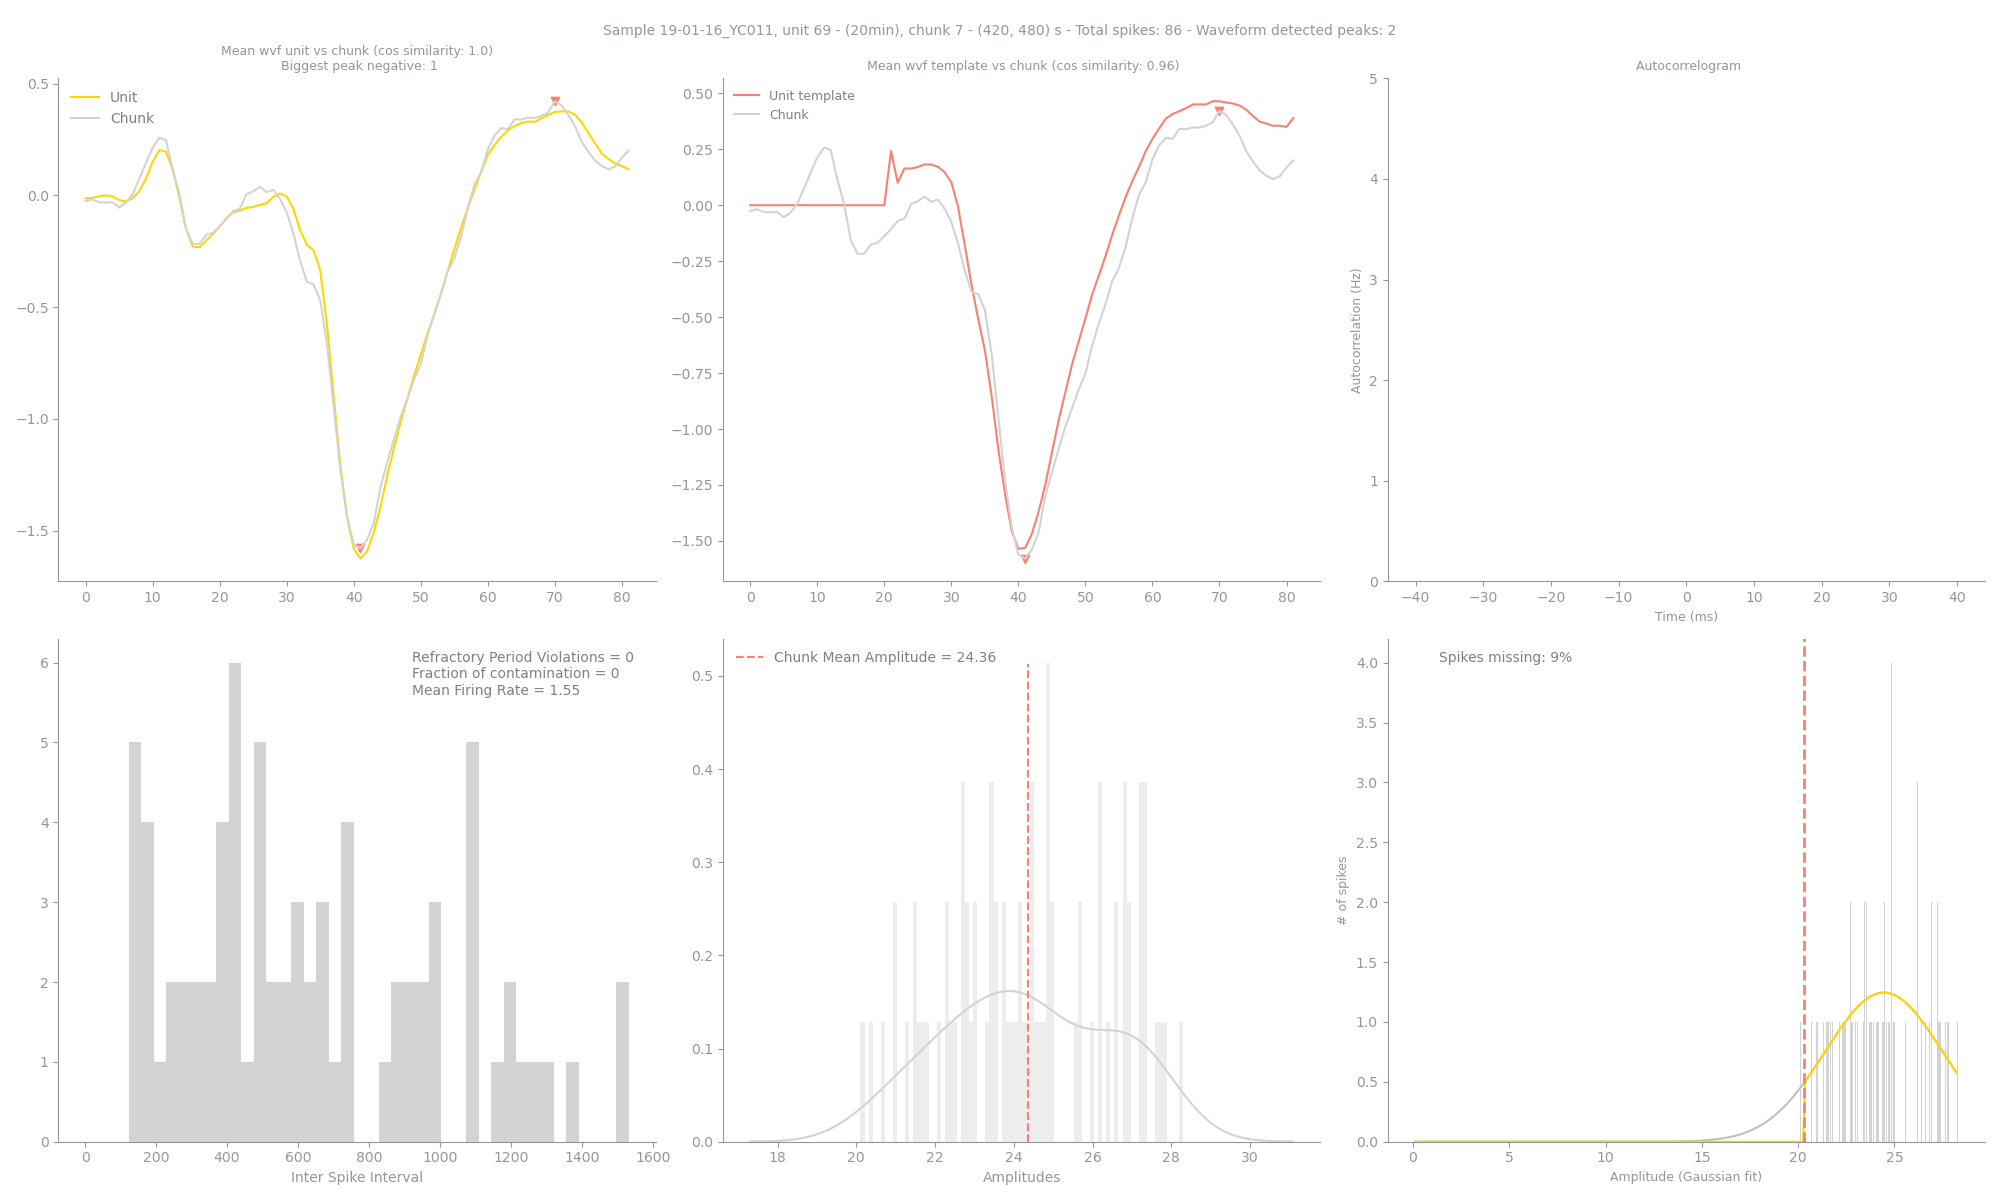 Sample 19-01-16_YC011, unit 69 - (20min), chunk 7 - (420, 480) s - Total spikes: 86 - Waveform detected peaks: 2
Mean wvf unit vs chunk (cos similarity: 1.0)
Biggest peak negative: 1
Unit
Chunk
0.5
0.0
−0.5
−1.0
−1.5
0 10 20 30 40 50 60 70 80
Mean wvf template vs chunk (cos similarity: 0.96)
Unit template
Chunk
0.50
0.25
0.00
−0.25
−0.50
−0.75
−1.00
−1.25
−1.50
0 10 20 30 40 50 60 70 80
Autocorrelogram
Autocorrelation (Hz)
5
4
3
2
1
0
−40 −30 −20 −10 0 10 20 30 40
Time (ms)
Refractory Period Violations = 0
Fraction of contamination = 0
Mean Firing Rate = 1.55
6
5
4
3
2
1
0
0 200 400 600 800 1000 1200 1400 1600
Inter Spike Interval
Chunk Mean Amplitude = 24.36
0.5
0.4
0.3
0.2
0.1
0.0
18 20 22 24 26 28 30
Amplitudes
Spikes missing: 9%
# of spikes
4.0
3.5
3.0
2.5
2.0
1.5
1.0
0.5
0.0
0 5 10 15 20 25
Amplitude (Gaussian fit)